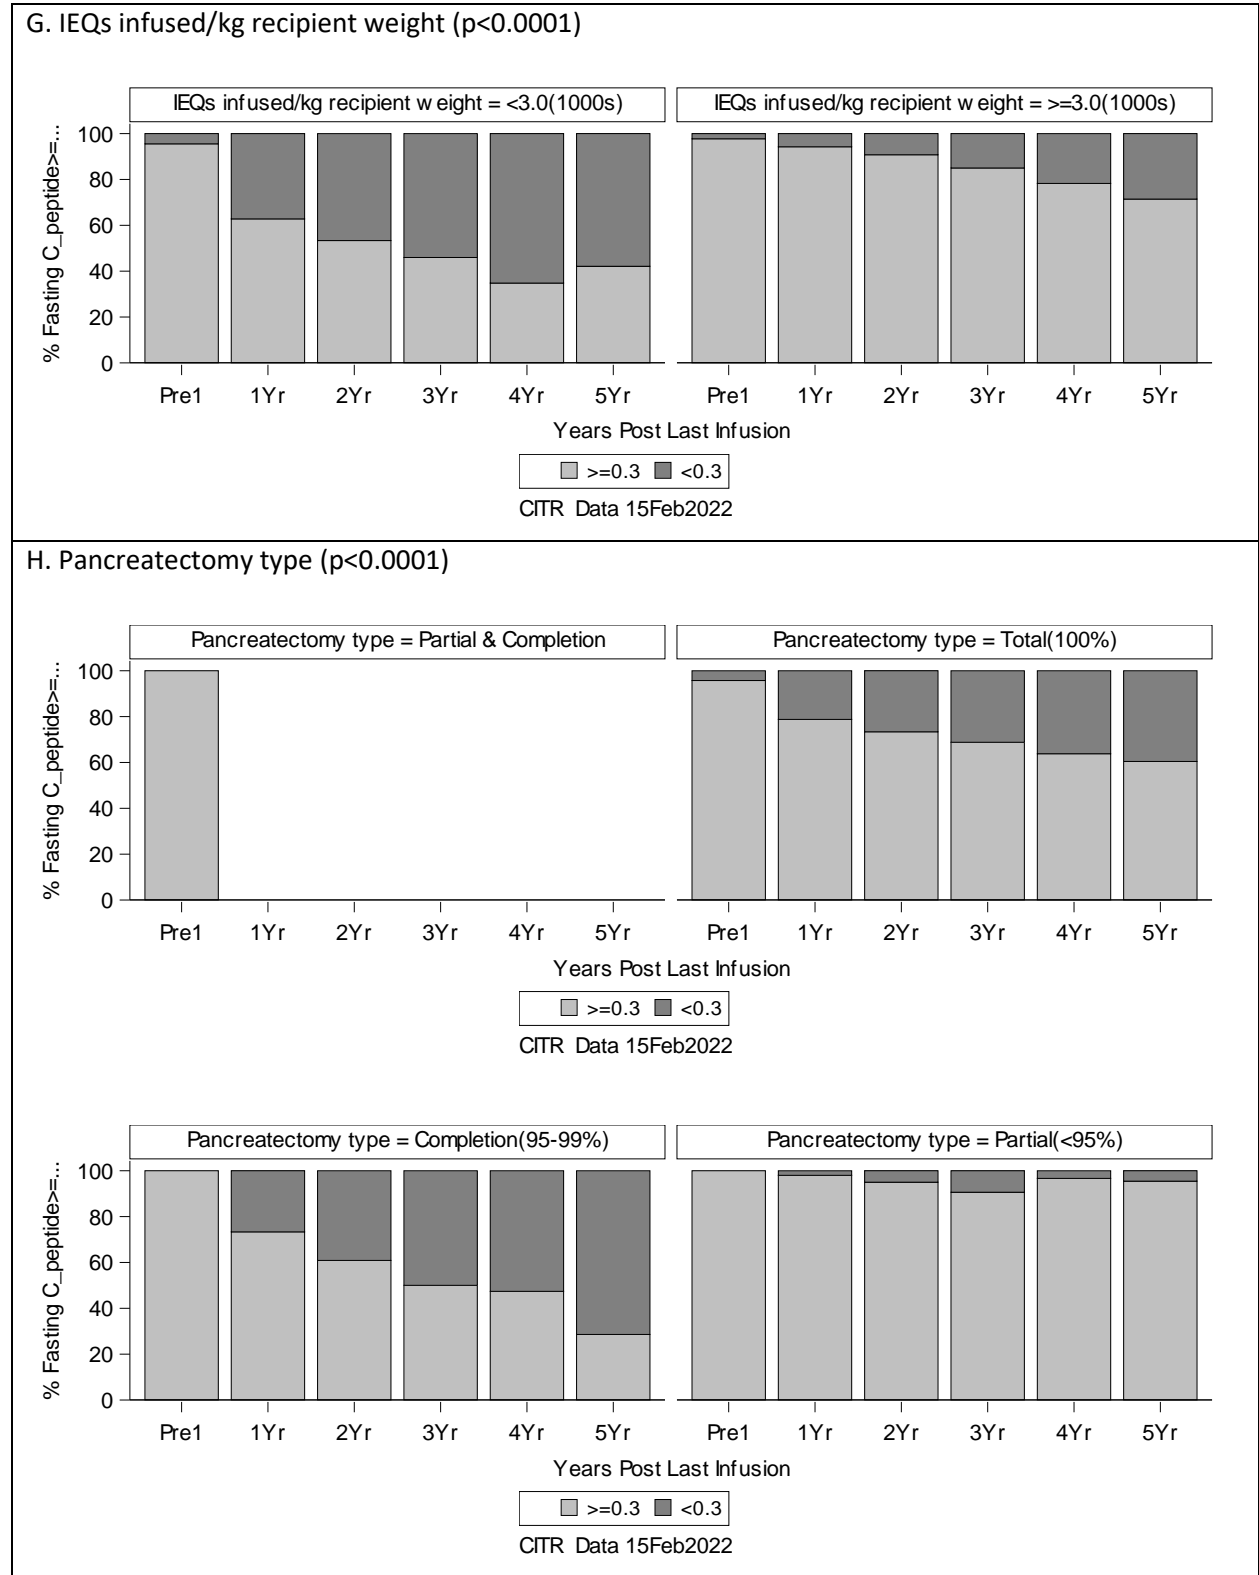 G. IEQs infused/kg recipient weight (p<0.0001)
IEQs infused/kg recipient weight = <3.0(1000s)
IEQs infused/kg recipient weight = >=3.0(1000s)
% Fasting C_peptide>=...
100
80
60
40
20
0
Pre1 1Yr 2Yr 3Yr 4Yr 5Yr
Pre1 1Yr 2Yr 3Yr 4Yr 5Yr
Years Post Last Infusion
>=0.3 <0.3
CITR Data 15Feb2022
H. Pancreatectomy type (p<0.0001)
Pancreatectomy type = Partial & Completion
Pancreatectomy type = Total(100%)
% Fasting C_peptide>=...
100
80
60
40
20
0
Pre1 1Yr 2Yr 3Yr 4Yr 5Yr
Pre1 1Yr 2Yr 3Yr 4Yr 5Yr
Years Post Last Infusion
>=0.3 <0.3
CITR Data 15Feb2022
Pancreatectomy type = Completion(95-99%)
Pancreatectomy type = Partial(<95%)
% Fasting C_peptide>=...
100
80
60
40
20
0
Pre1 1Yr 2Yr 3Yr 4Yr 5Yr
Pre1 1Yr 2Yr 3Yr 4Yr 5Yr
Years Post Last Infusion
>=0.3 <0.3
CITR Data 15Feb2022